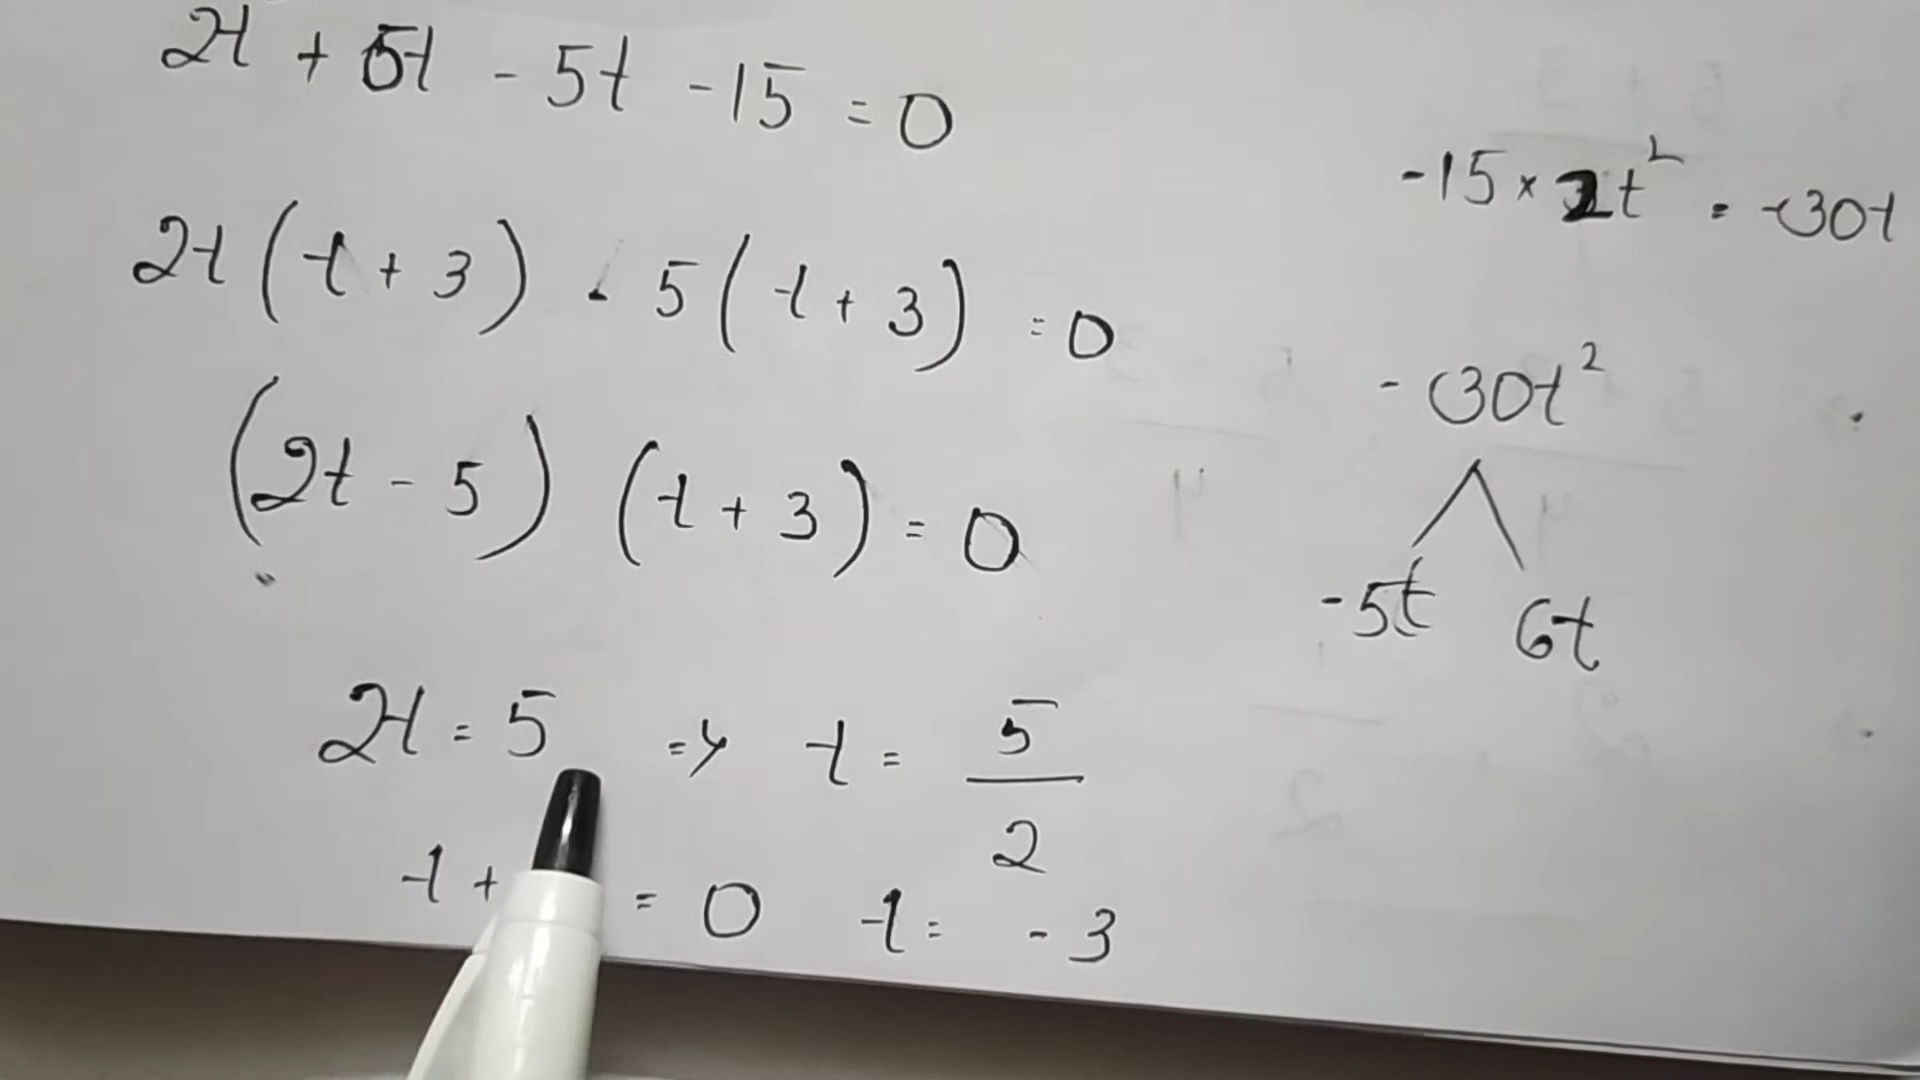 2t + 6t - 5t - 15 = 0
2t ( t + 3 ) - 5 ( t + 3 ) = 0
( 2t - 5 ) ( t + 3 ) = 0
2t = 5 => t = 5/2
t + = 0 t = - 3
-15 × 2t² = -30t
- 30t²
-5t 6t